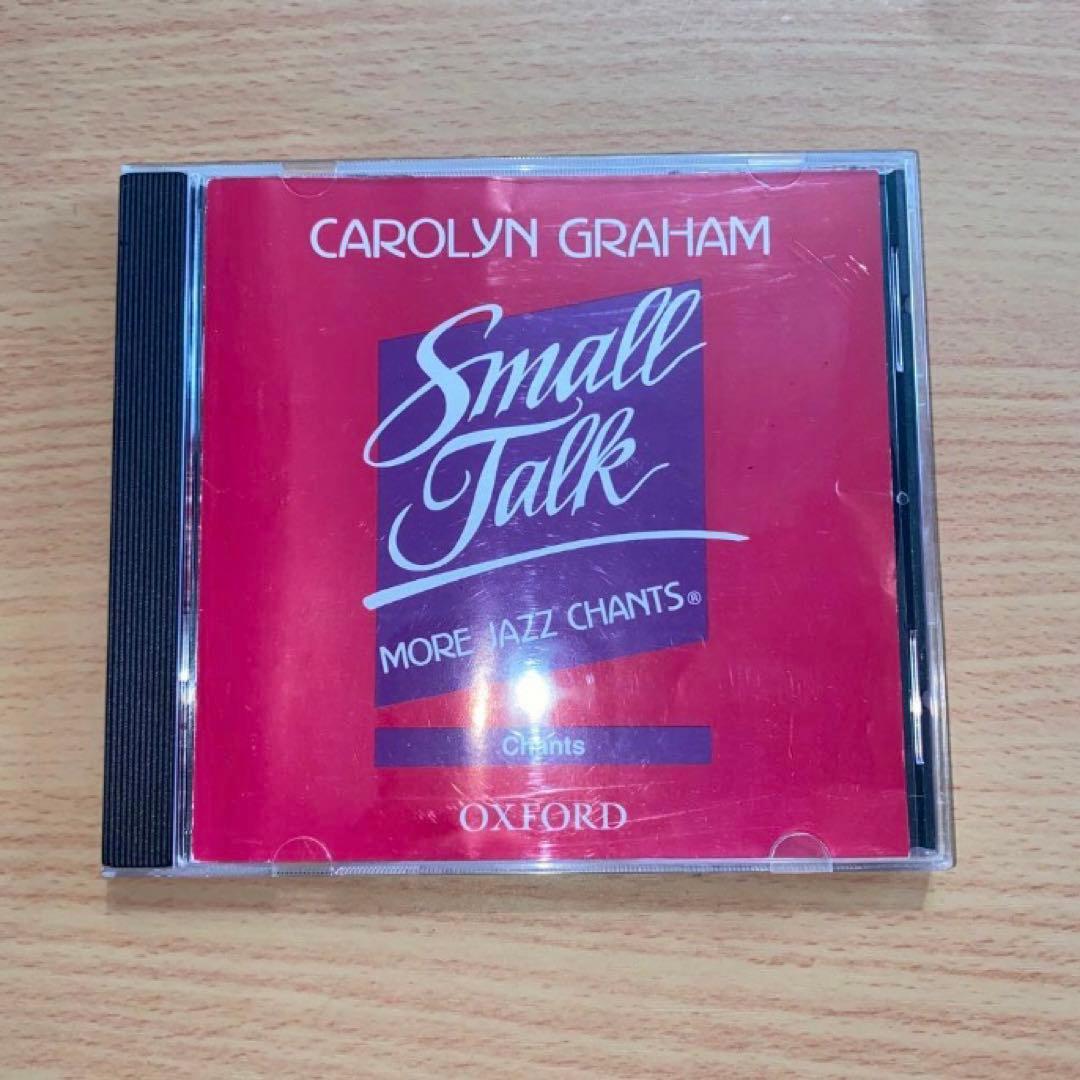 CAROLYN GRAHAM
Small
Talk
MORE JAZZ CHANTS®
Chants
OXFORD